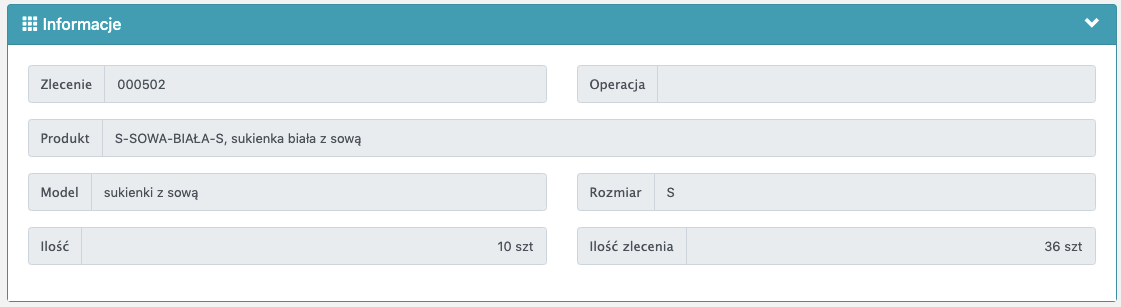 Informacje
Zlecenie 000502 Operacja
Produkt S-SOWA-BIAŁA-S, sukienka biała z sową
Model sukienki z sową Rozmiar S
Ilość 10 szt Ilość zlecenia 36 szt